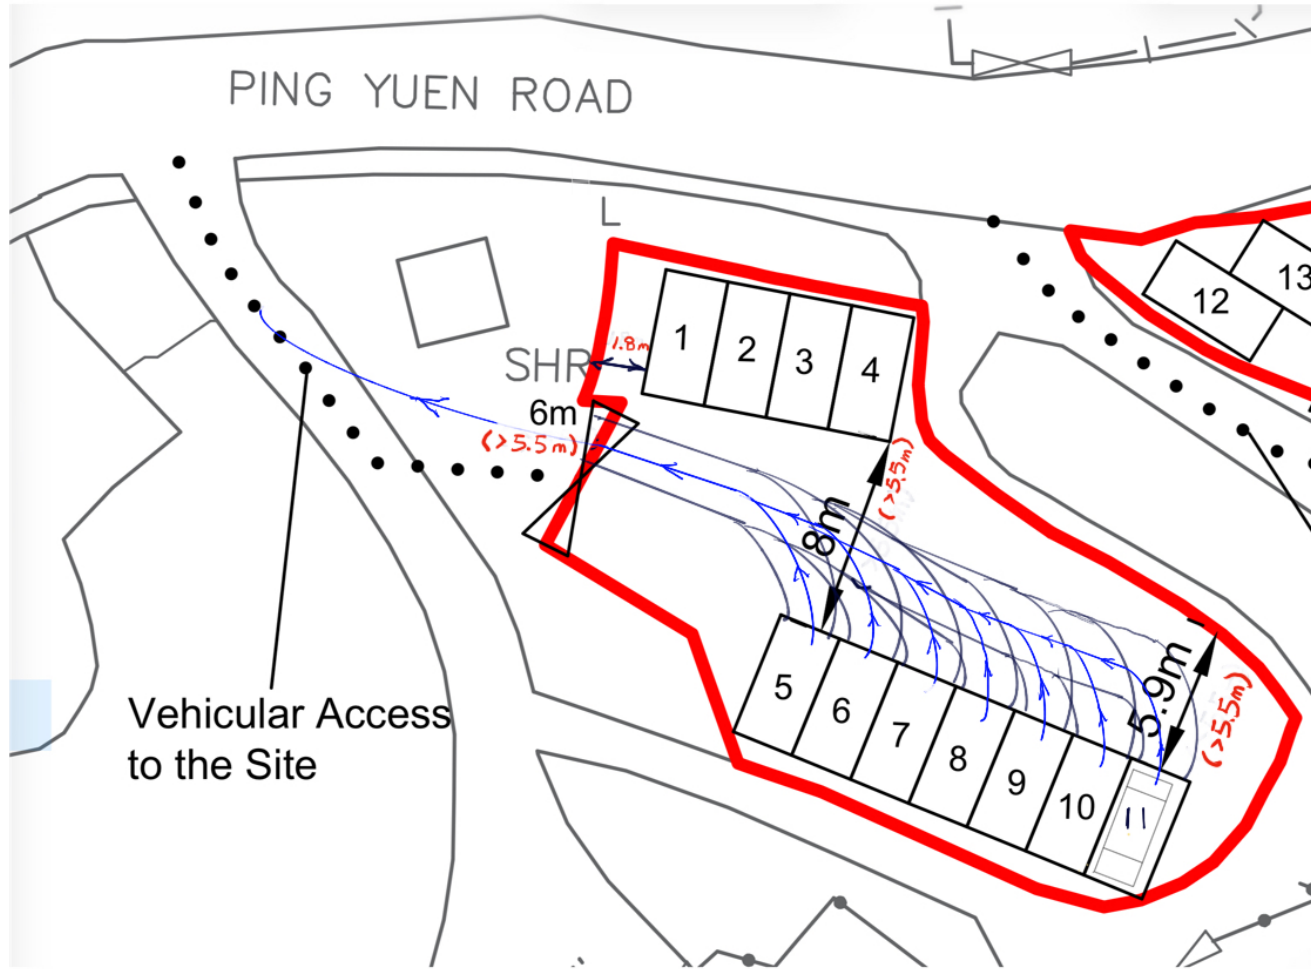 PING YUEN ROAD
L
SHR
1.8m
1
2
3
4
12
13
6m
(>5.5m)
8m
(>5.5m)
5.9m
(>5.5m)
5
6
7
8
9
10
11
Vehicular Access
to the Site